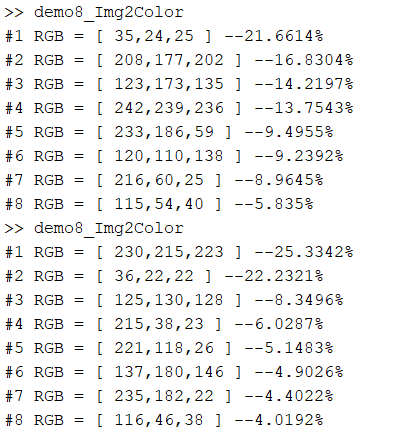 >> demo8_Img2Color
#1 RGB = [ 35,24,25 ] --21.6614%
#2 RGB = [ 208,177,202 ] --16.8304%
#3 RGB = [ 123,173,135 ] --14.2197%
#4 RGB = [ 242,239,236 ] --13.7543%
#5 RGB = [ 233,186,59 ] --9.4955%
#6 RGB = [ 120,110,138 ] --9.2392%
#7 RGB = [ 216,60,25 ] --8.9645%
#8 RGB = [ 115,54,40 ] --5.835%
>> demo8_Img2Color
#1 RGB = [ 230,215,223 ] --25.3342%
#2 RGB = [ 36,22,22 ] --22.2321%
#3 RGB = [ 125,130,128 ] --8.3496%
#4 RGB = [ 215,38,23 ] --6.0287%
#5 RGB = [ 221,118,26 ] --5.1483%
#6 RGB = [ 137,180,146 ] --4.9026%
#7 RGB = [ 235,182,22 ] --4.4022%
#8 RGB = [ 116,46,38 ] --4.0192%